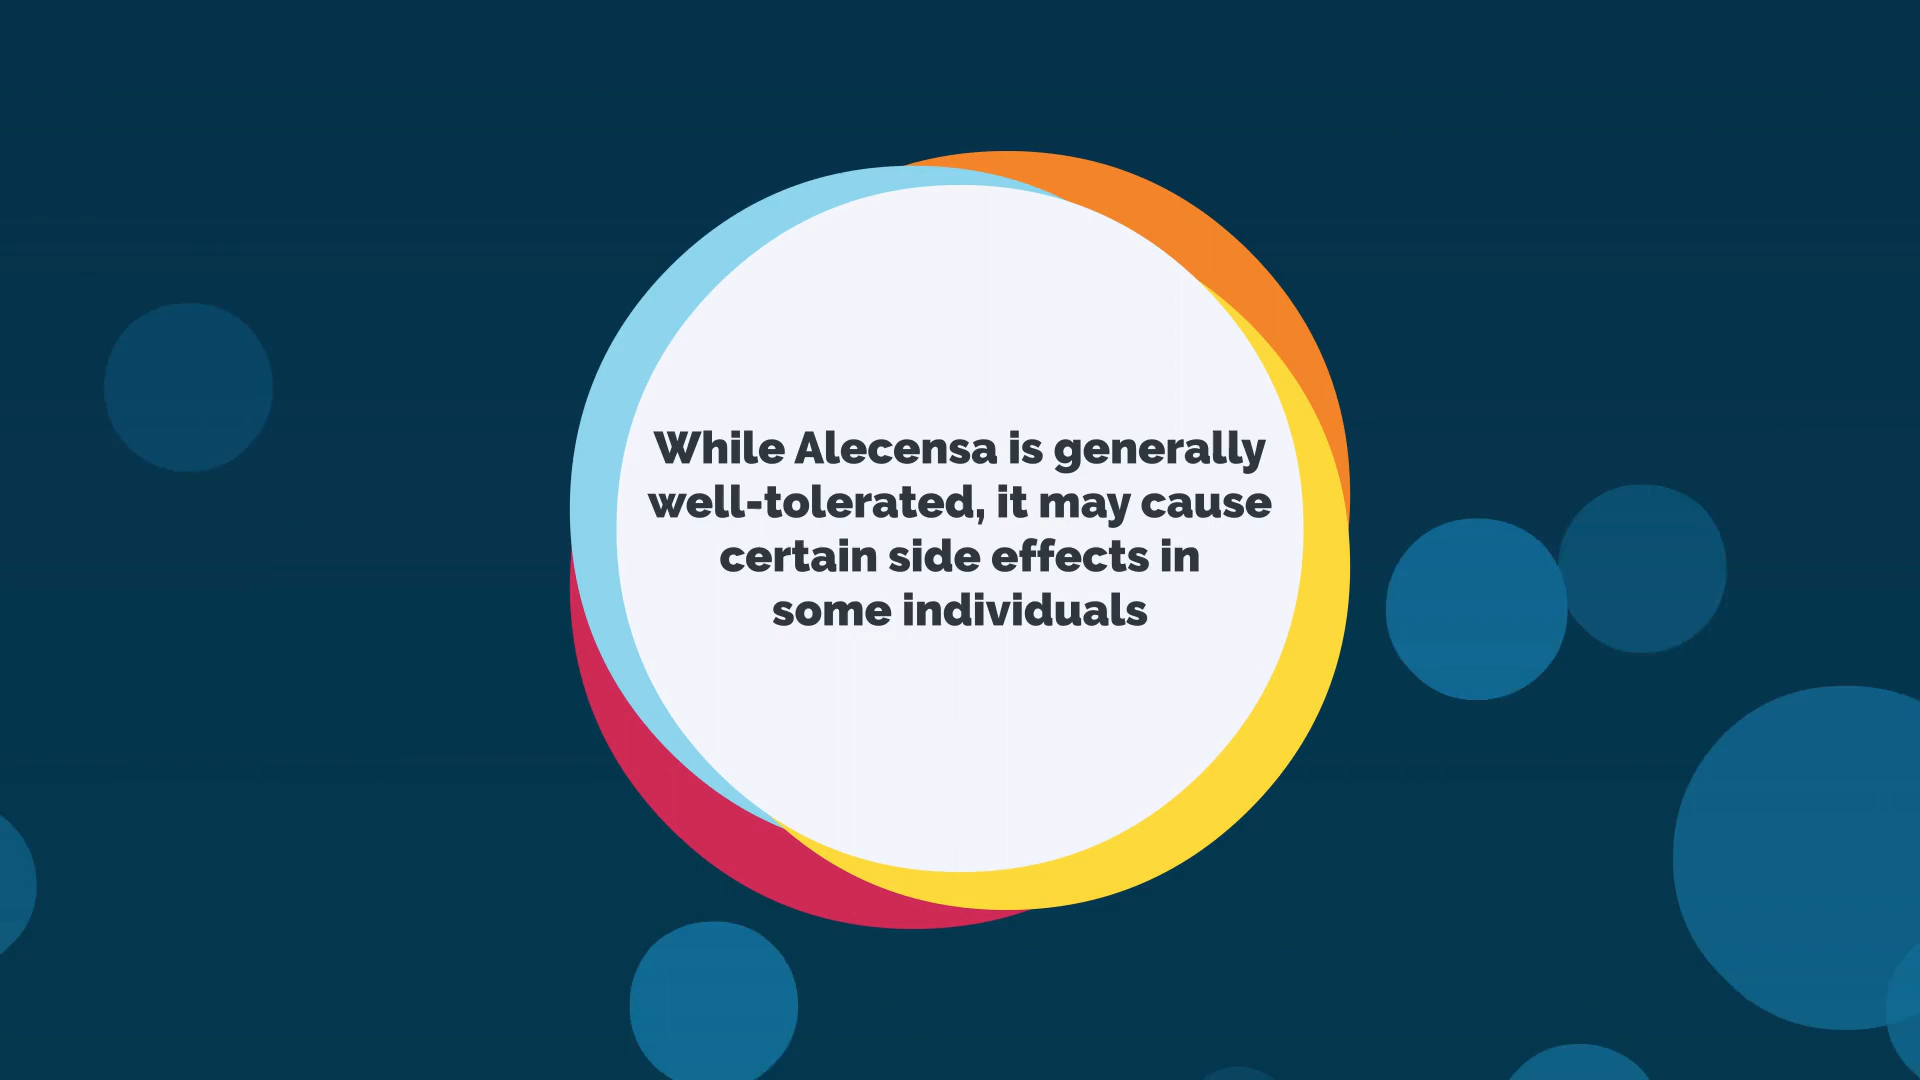 While Alecensa is generally
well-tolerated, it may cause
certain side effects in
some individuals